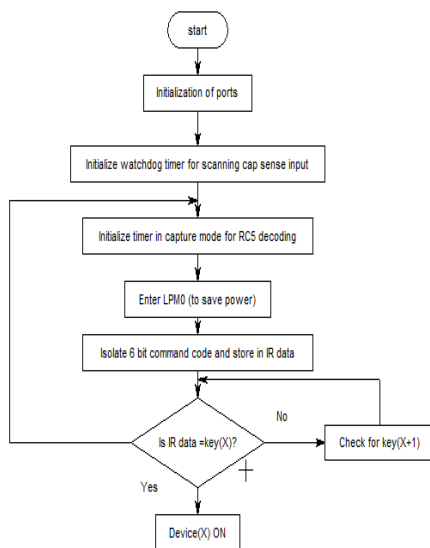 start
Initialization of ports
Initialize watchdog timer for scanning cap sense input
Initialize timer in capture mode for RC5 decoding
Enter LPM0 (to save power)
Isolate 6 bit command code and store in IR data
Is IR data =key(X)?
No
Check for key(X+1)
Yes
Device(X) ON